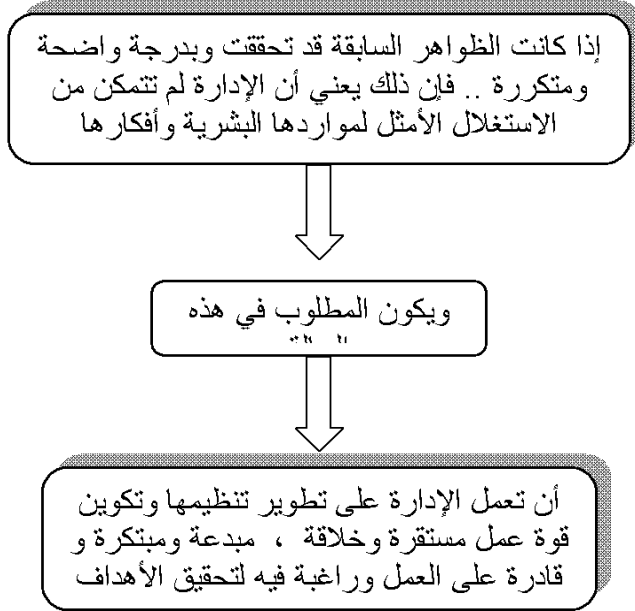 إذا كانت الظواهر السابقة قد تحققت وبدرجة واضحة
ومتكررة .. فإن ذلك يعني أن الإدارة لم تتمكن من
الاستغلال الأمثل لمواردها البشرية وأفكارها
ويكون المطلوب في هذه
أن تعمل الإدارة على تطوير تنظيمها وتكوين
قوة عمل مستقرة وخلاقة ، مبدعة ومبتكرة و
قادرة على العمل وراغبة فيه لتحقيق الأهداف